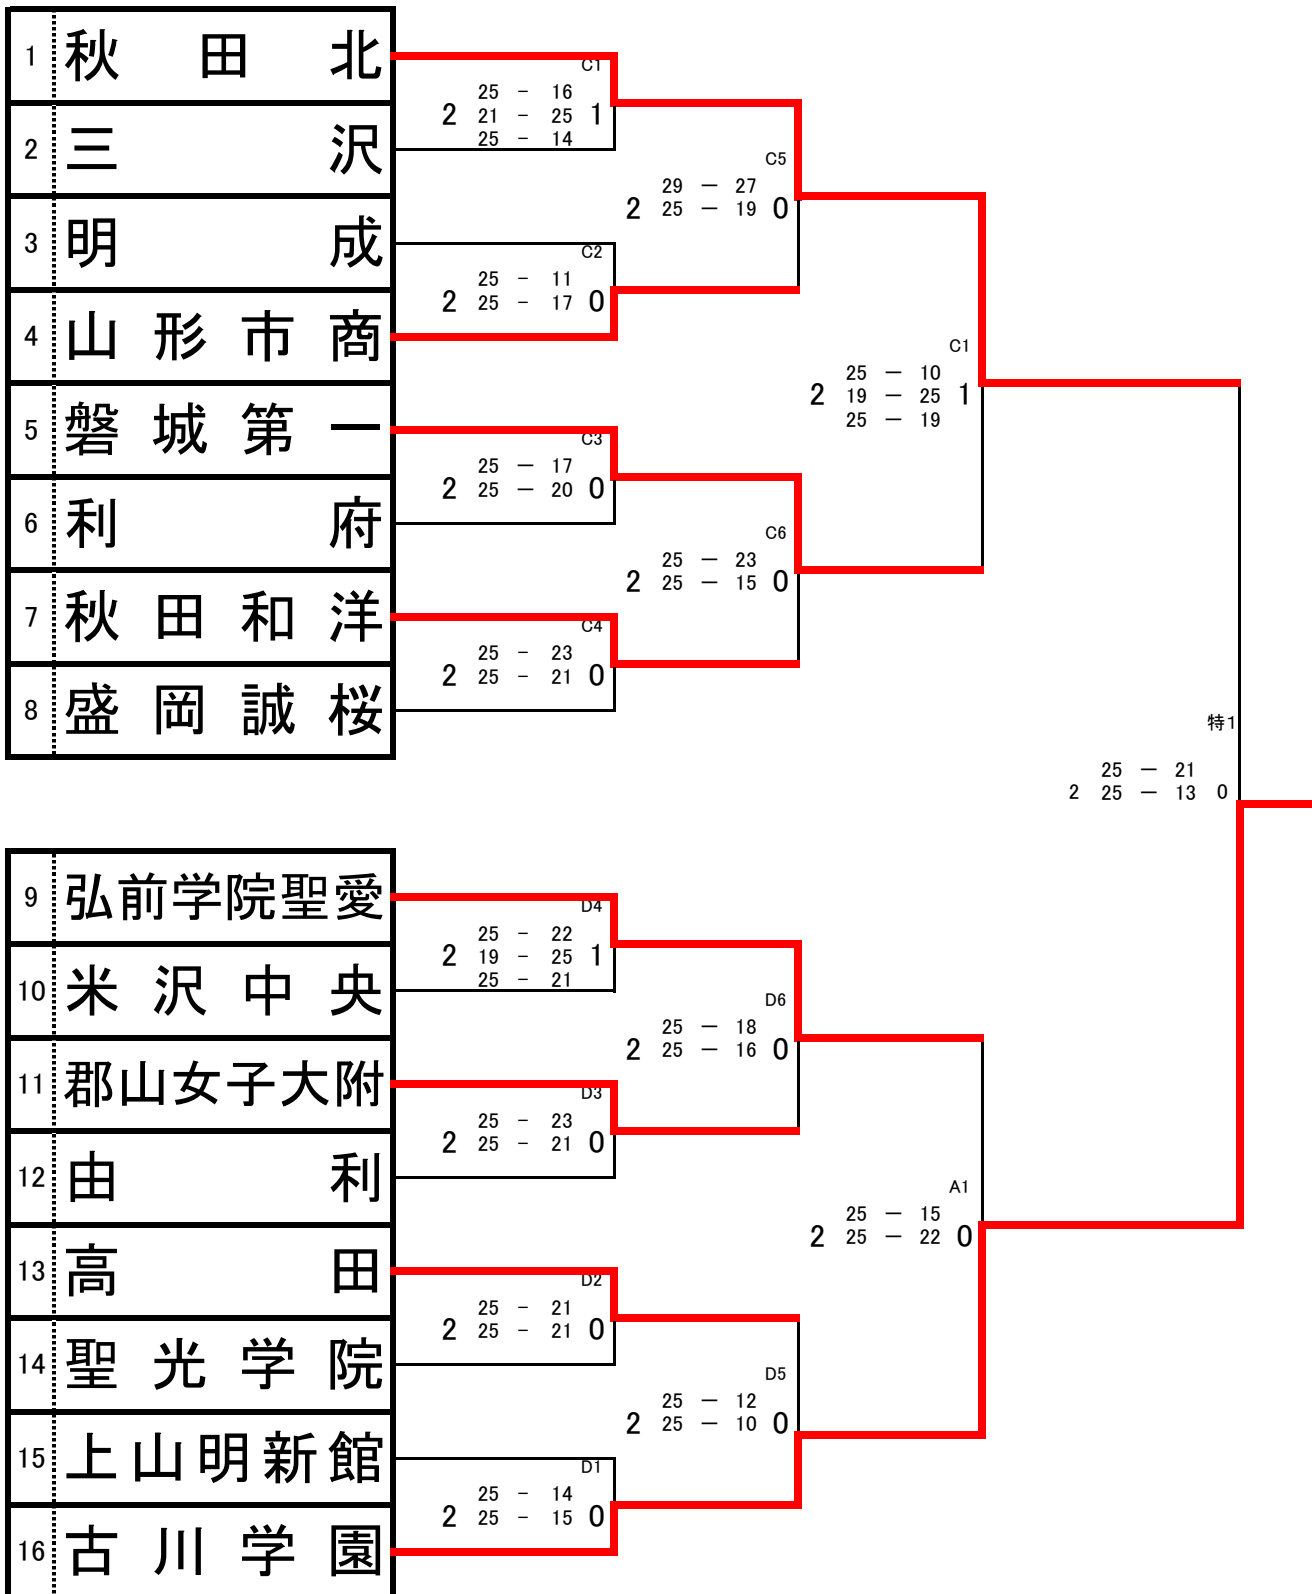 1 秋田北
C1
25 - 16
2 21 - 25 1
25 - 14
2 三沢
C5
29 － 27
2 25 － 19 0
3 明成
C2
25 - 11
2 25 - 17 0
4 山形市商
C1
25 － 10
2 19 － 25 1
25 － 19
5 磐城第一
C3
25 － 17
2 25 － 20 0
6 利府
C6
25 － 23
2 25 － 15 0
7 秋田和洋
C4
25 - 23
2 25 - 21 0
8 盛岡誠桜
特1
25 － 21
2 25 － 13 0
9 弘前学院聖愛
D4
25 - 22
2 19 - 25 1
25 - 21
10 米沢中央
D6
25 － 18
2 25 － 16 0
11 郡山女子大附
D3
25 - 23
2 25 - 21 0
12 由利
A1
25 － 15
2 25 － 22 0
13 高田
D2
25 - 21
2 25 - 21 0
14 聖光学院
D5
25 － 12
2 25 － 10 0
15 上山明新館
D1
25 - 14
2 25 - 15 0
16 古川学園